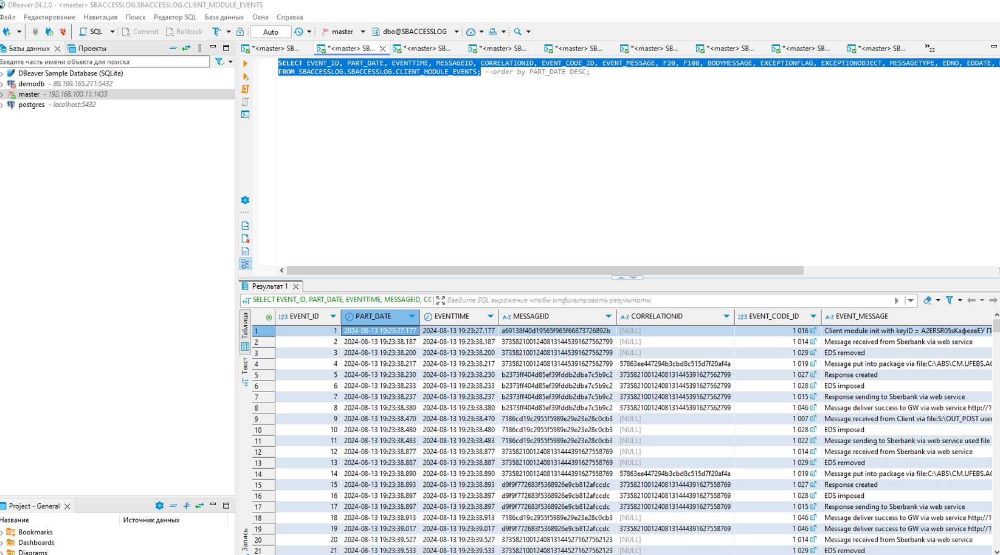 DBeaver 24.2.0 - <master> SBACCESSLOG.SBACCESSLOG.CLIENT_MODULE_EVENTS
Файл Редактирование Навигация Поиск Редактор SQL База данных Окна Справка
SQL Commit Rollback Auto master dbo@SBACCESSLOG
Базы данных Проекты
*<master> SB... *<master> SB... *<master> SB... *<master> SB... *<master> SB... *<master> SB... *<master> SB... *<master> SB... *<master> SB... »22
Введите часть имени объекта для поиска
DBeaver Sample Database (SQLite)
demodb - 89.169.165.211:5432
master - 192.168.100.11:1433
postgres - localhost:5432
SELECT EVENT_ID, PART_DATE, EVENTTIME, MESSAGEID, CORRELATIONID, EVENT_CODE_ID, EVENT_MESSAGE, F20, F108, BODYMESSAGE, EXCEPTIONFLAG, EXCEPTIONOBJECT, MESSAGETYPE, EDNO, EDDATE,
FROM SBACCESSLOG.SBACCESSLOG.CLIENT_MODULE_EVENTS; --order by PART_DATE DESC;
Результат 1
SELECT EVENT_ID, PART_DATE, EVENTTIME, MESSAGEID, CC Введите SQL выражение чтобы отфильтровать результаты
Таблица
Текст
Запись
123 EVENT_ID PART_DATE EVENTTIME A-Z MESSAGEID A-Z CORRELATIONID 123 EVENT_CODE_ID A-Z EVENT_MESSAGE
1 1 2024-08-13 19:23:27.177 2024-08-13 19:23:27.177 a69138f40d19565f965f66873726892b [NULL] 1 016 Client module init with keyID = A2ERSR05sКафеевЕУ П
2 2 2024-08-13 19:23:38.187 2024-08-13 19:23:38.187 37358210012408131445391627562799 [NULL] 1 014 Message received from Sberbank via web service
3 3 2024-08-13 19:23:38.200 2024-08-13 19:23:38.200 37358210012408131445391627562799 [NULL] 1 029 EDS removed
4 4 2024-08-13 19:23:38.217 2024-08-13 19:23:38.217 37358210012408131445391627562799 57863ee447294b3cbd8c515d7f20af4a 1 019 Message put into package via file:C:\ABS\CM.UFEBS.AC
5 5 2024-08-13 19:23:38.230 2024-08-13 19:23:38.230 b2373ff404d85ef39fddb2dba7c5b9c2 37358210012408131445391627562799 1 027 Response created
6 6 2024-08-13 19:23:38.233 2024-08-13 19:23:38.233 b2373ff404d85ef39fddb2dba7c5b9c2 37358210012408131445391627562799 1 028 EDS imposed
7 7 2024-08-13 19:23:38.237 2024-08-13 19:23:38.237 b2373ff404d85ef39fddb2dba7c5b9c2 37358210012408131445391627562799 1 015 Response sending to Sberbank via web service
8 8 2024-08-13 19:23:38.380 2024-08-13 19:23:38.380 b2373ff404d85ef39fddb2dba7c5b9c2 37358210012408131445391627562799 1 046 Message deliver success to GW via web service http://19
9 9 2024-08-13 19:23:38.470 2024-08-13 19:23:38.470 7186cd19c2955f5989e29e23e28c0cb3 [NULL] 1 007 Message received from Client via file:S:\OUT_POST used
10 10 2024-08-13 19:23:38.480 2024-08-13 19:23:38.480 7186cd19c2955f5989e29e23e28c0cb3 [NULL] 1 028 EDS imposed
11 11 2024-08-13 19:23:38.483 2024-08-13 19:23:38.483 7186cd19c2955f5989e29e23e28c0cb3 [NULL] 1 022 Message sending to Sberbank via web service used file
12 12 2024-08-13 19:23:38.877 2024-08-13 19:23:38.877 37358210012408131444391627558769 [NULL] 1 014 Message received from Sberbank via web service
13 13 2024-08-13 19:23:38.887 2024-08-13 19:23:38.887 37358210012408131444391627558769 [NULL] 1 029 EDS removed
14 14 2024-08-13 19:23:38.890 2024-08-13 19:23:38.890 37358210012408131444391627558769 57863ee447294b3cbd8c515d7f20af4a 1 019 Message put into package via file:C:\ABS\CM.UFEBS.AC
15 15 2024-08-13 19:23:38.893 2024-08-13 19:23:38.893 d9f9f772683f5368926e9cb812afccdc 37358210012408131444391627558769 1 027 Response created
16 16 2024-08-13 19:23:38.897 2024-08-13 19:23:38.897 d9f9f772683f5368926e9cb812afccdc 37358210012408131444391627558769 1 028 EDS imposed
17 17 2024-08-13 19:23:38.897 2024-08-13 19:23:38.897 d9f9f772683f5368926e9cb812afccdc 37358210012408131444391627558769 1 015 Response sending to Sberbank via web service
18 18 2024-08-13 19:23:38.913 2024-08-13 19:23:38.913 7186cd19c2955f5989e29e23e28c0cb3 [NULL] 1 046 Message deliver success to GW via web service http://19
19 19 2024-08-13 19:23:39.017 2024-08-13 19:23:39.017 d9f9f772683f5368926e9cb812afccdc 37358210012408131444391627558769 1 046 Message deliver success to GW via web service http://19
20 20 2024-08-13 19:23:39.527 2024-08-13 19:23:39.527 37358210012408131445271627562123 [NULL] 1 014 Message received from Sberbank via web service
21 21 2024-08-13 19:23:39.533 2024-08-13 19:23:39.533 37358210012408131445271627562123 [NULL] 1 029 EDS removed
Project - General
Название Источник данных
Bookmarks
Dashboards
Diagrams